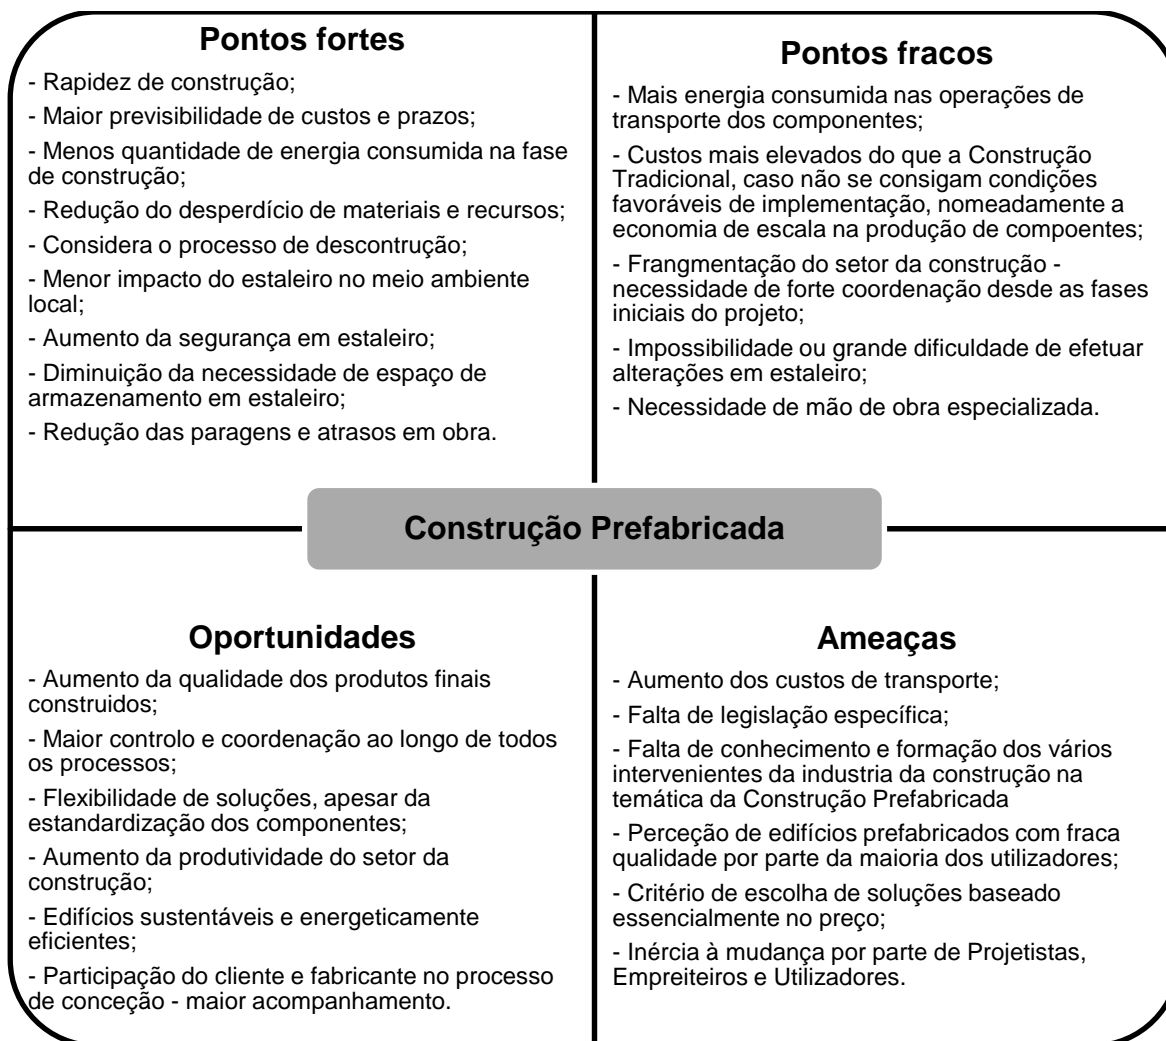 Pontos fortes
- Rapidez de construção;
- Maior previsibilidade de custos e prazos;
- Menos quantidade de energia consumida na fase
de construção;
- Redução do desperdício de materiais e recursos;
- Considera o processo de descontrução;
- Menor impacto do estaleiro no meio ambiente
local;
- Aumento da segurança em estaleiro;
- Diminuição da necessidade de espaço de
armazenamento em estaleiro;
- Redução das paragens e atrasos em obra.
Pontos fracos
- Mais energia consumida nas operações de
transporte dos componentes;
- Custos mais elevados do que a Construção
Tradicional, caso não se consigam condições
favoráveis de implementação, nomeadamente a
economia de escala na produção de compoentes;
- Frangmentação do setor da construção -
necessidade de forte coordenação desde as fases
iniciais do projeto;
- Impossibilidade ou grande dificuldade de efetuar
alterações em estaleiro;
- Necessidade de mão de obra especializada.
Construção Prefabricada
Oportunidades
- Aumento da qualidade dos produtos finais
construidos;
- Maior controlo e coordenação ao longo de todos
os processos;
- Flexibilidade de soluções, apesar da
estandardização dos componentes;
- Aumento da produtividade do setor da
construção;
- Edifícios sustentáveis e energeticamente
eficientes;
- Participação do cliente e fabricante no processo
de conceção - maior acompanhamento.
Ameaças
- Aumento dos custos de transporte;
- Falta de legislação específica;
- Falta de conhecimento e formação dos vários
intervenientes da industria da construção na
temática da Construção Prefabricada
- Perceção de edifícios prefabricados com fraca
qualidade por parte da maioria dos utilizadores;
- Critério de escolha de soluções baseado
essencialmente no preço;
- Inércia à mudança por parte de Projetistas,
Empreiteiros e Utilizadores.